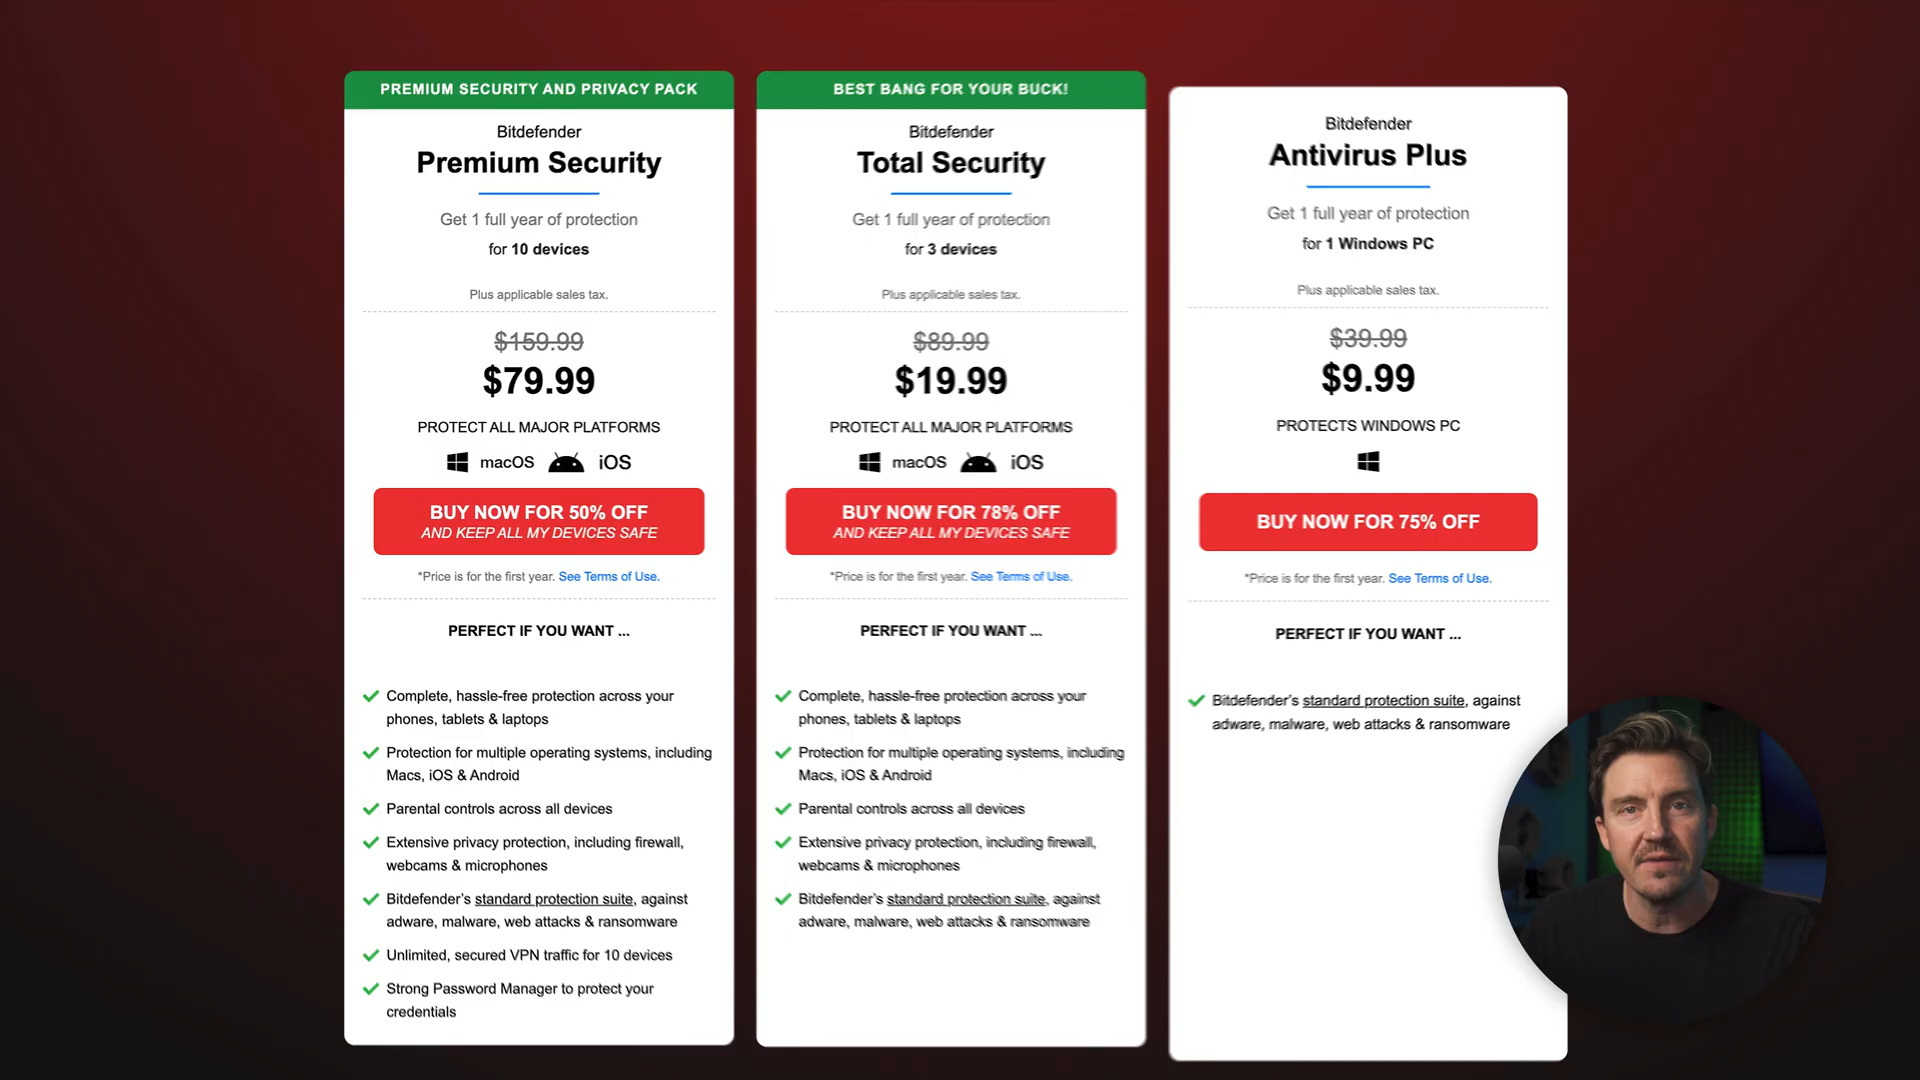 PREMIUM SECURITY AND PRIVACY PACK
Bitdefender
Premium Security
Get 1 full year of protection
for 10 devices
Plus applicable sales tax.
$159.99
$79.99
PROTECT ALL MAJOR PLATFORMS
macOS iOS
BUY NOW FOR 50% OFF
AND KEEP ALL MY DEVICES SAFE
*Price is for the first year. See Terms of Use.
PERFECT IF YOU WANT ...
Complete, hassle-free protection across your
phones, tablets & laptops
Protection for multiple operating systems, including
Macs, iOS & Android
Parental controls across all devices
Extensive privacy protection, including firewall,
webcams & microphones
Bitdefender's standard protection suite, against
adware, malware, web attacks & ransomware
Unlimited, secured VPN traffic for 10 devices
Strong Password Manager to protect your
credentials
BEST BANG FOR YOUR BUCK!
Bitdefender
Total Security
Get 1 full year of protection
for 3 devices
Plus applicable sales tax.
$89.99
$19.99
PROTECT ALL MAJOR PLATFORMS
macOS iOS
BUY NOW FOR 78% OFF
AND KEEP ALL MY DEVICES SAFE
*Price is for the first year. See Terms of Use.
PERFECT IF YOU WANT ...
Complete, hassle-free protection across your
phones, tablets & laptops
Protection for multiple operating systems, including
Macs, iOS & Android
Parental controls across all devices
Extensive privacy protection, including firewall,
webcams & microphones
Bitdefender's standard protection suite, against
adware, malware, web attacks & ransomware
Bitdefender
Antivirus Plus
Get 1 full year of protection
for 1 Windows PC
Plus applicable sales tax.
$39.99
$9.99
PROTECTS WINDOWS PC
BUY NOW FOR 75% OFF
*Price is for the first year. See Terms of Use.
PERFECT IF YOU WANT ...
Bitdefender's standard protection suite, against
adware, malware, web attacks & ransomware